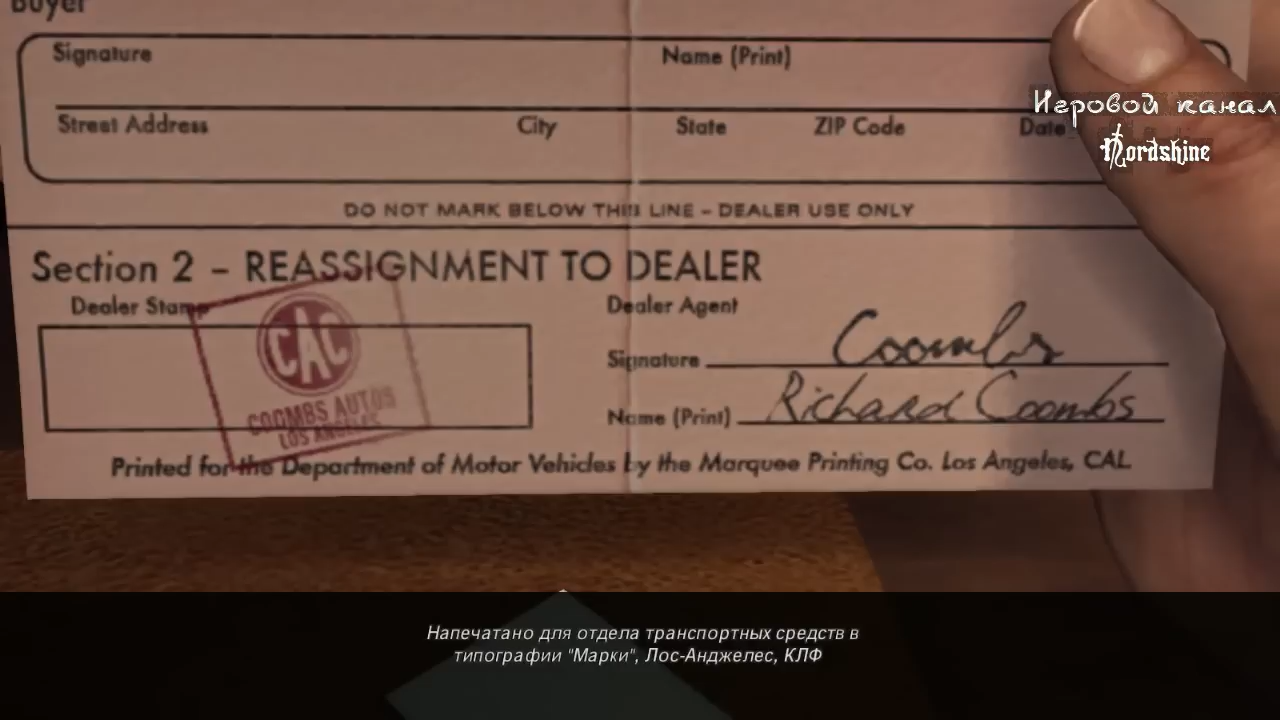 Buyer
Signature
Name (Print)
Игровой канал
Street Address
City
State
ZIP Code
Date
Nordshine
DO NOT MARK BELOW THIS LINE – DEALER USE ONLY
Section 2 – REASSIGNMENT TO DEALER
Dealer Stamp
Dealer Agent
CAC
COOMBS AUTOS
LOS ANGELES
Signature Coombs
Name (Print) Richard Coombs
Printed for the Department of Motor Vehicles by the Marquee Printing Co. Los Angeles, CAL
Напечатано для отдела транспортных средств в
типографии "Марки", Лос-Анджелес, КЛФ